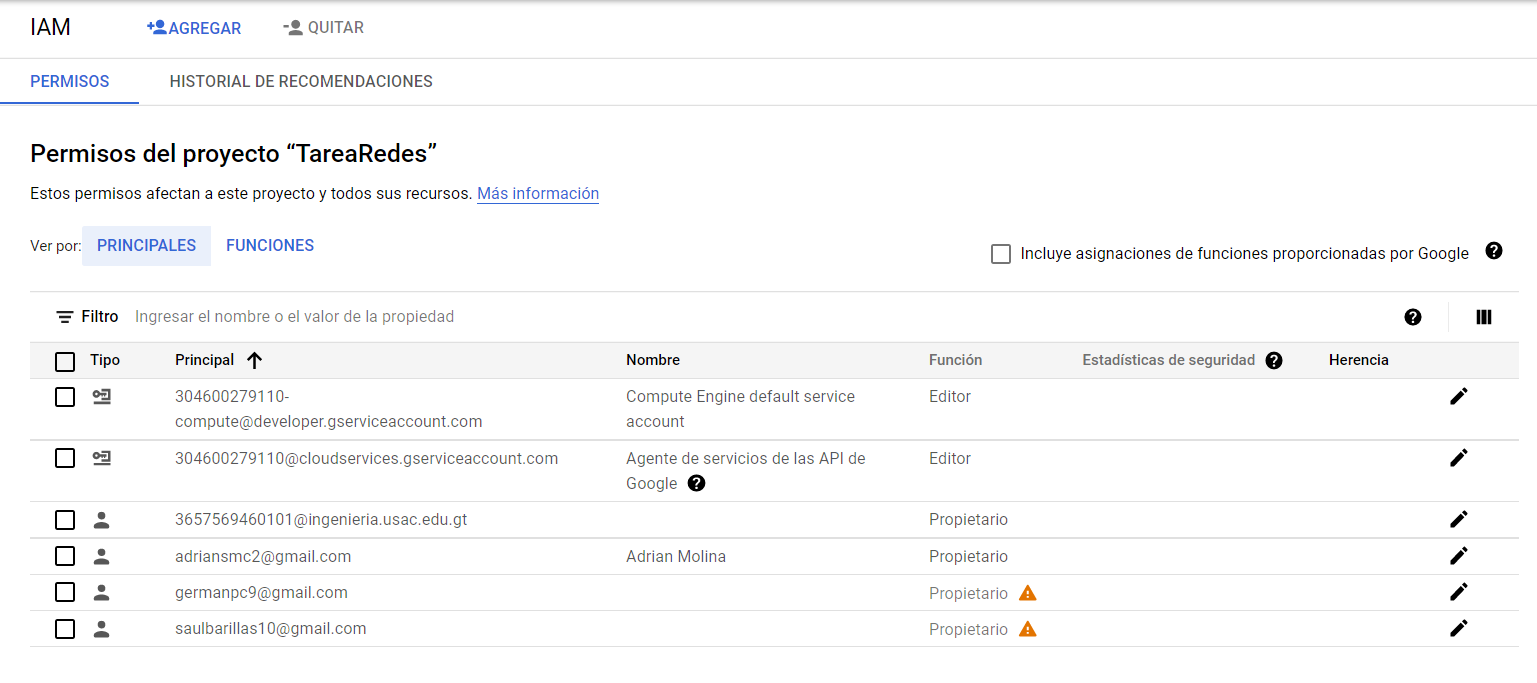 IAM
AGREGAR
QUITAR
PERMISOS
HISTORIAL DE RECOMENDACIONES
Permisos del proyecto “TareaRedes”
Estos permisos afectan a este proyecto y todos sus recursos. Más información
Ver por: PRINCIPALES FUNCIONES
Incluye asignaciones de funciones proporcionadas por Google
Filtro Ingresar el nombre o el valor de la propiedad
Tipo Principal Nombre Función Estadísticas de seguridad Herencia
304600279110- Compute Engine default service Editor
compute@developer.gserviceaccount.com account
304600279110@cloudservices.gserviceaccount.com Agente de servicios de las API de Editor
Google
3657569460101@ingenieria.usac.edu.gt Propietario
adriansmc2@gmail.com Adrian Molina Propietario
germanpc9@gmail.com Propietario
saulbarillas10@gmail.com Propietario